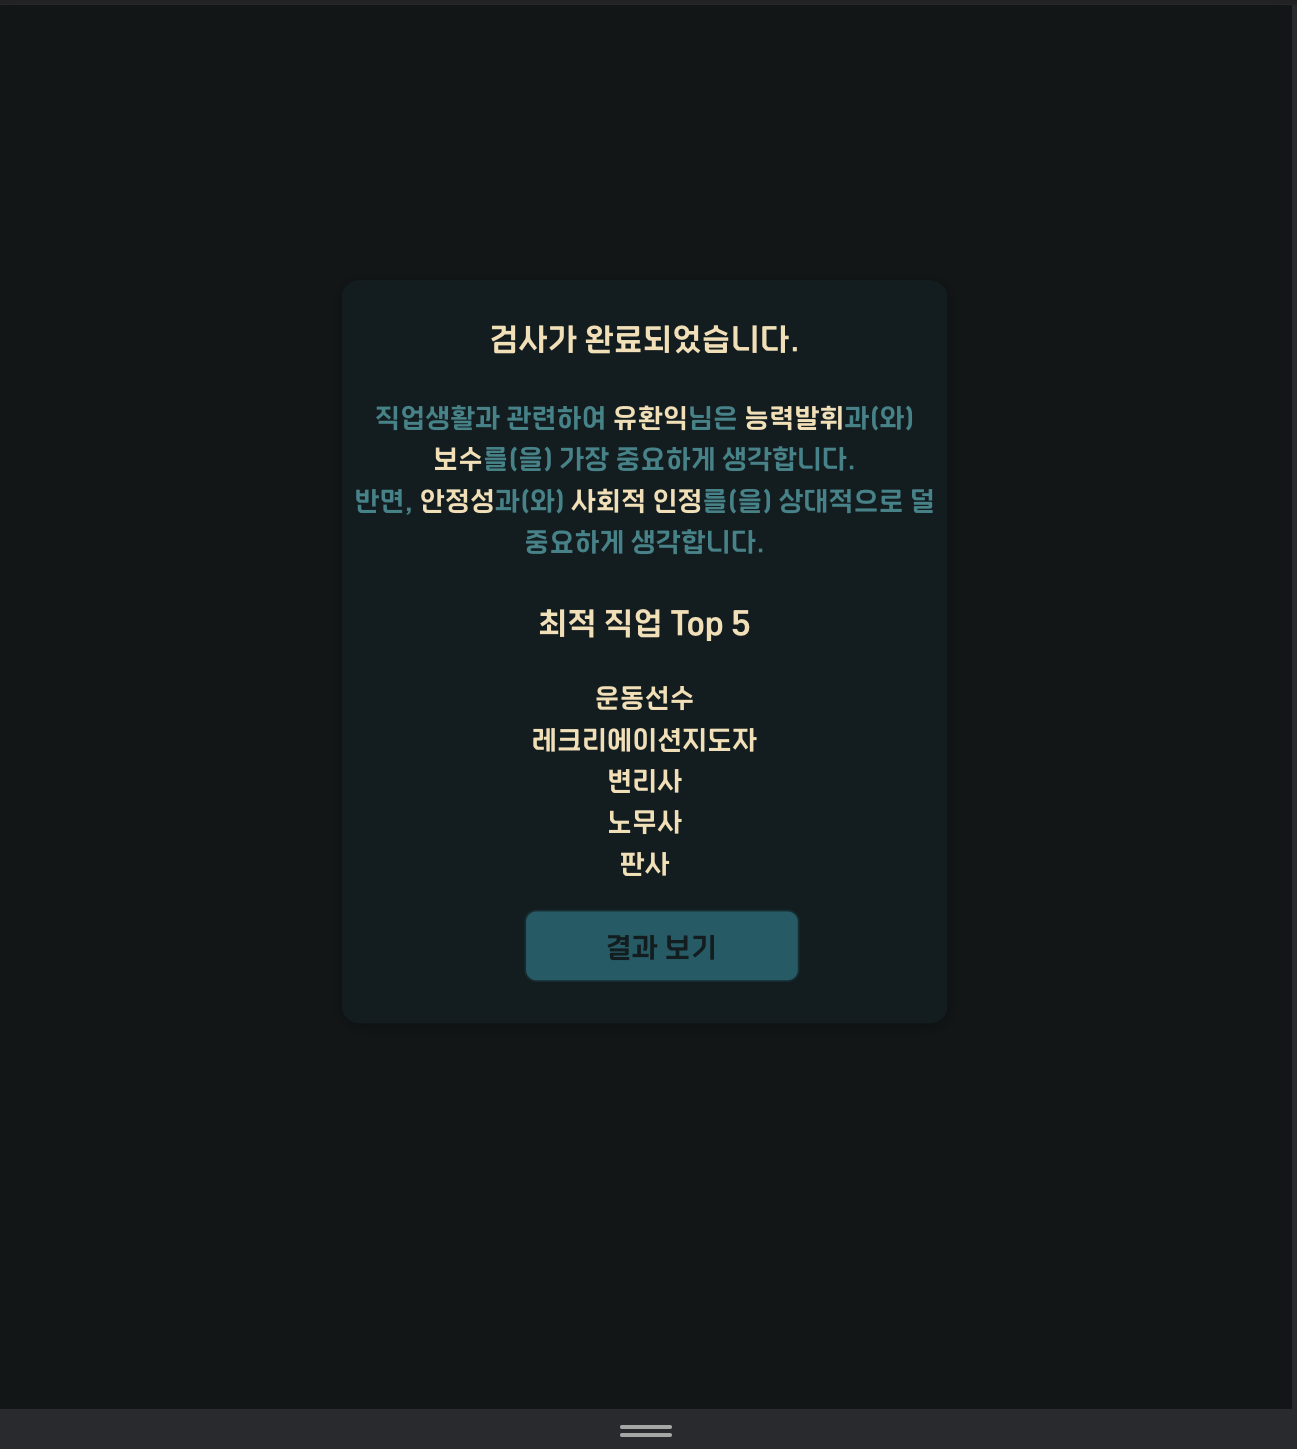 검사가 완료되었습니다.
직업생활과 관련하여 유환익님은 능력발휘과(와)
보수를(을) 가장 중요하게 생각합니다.
반면, 안정성과(와) 사회적 인정를(을) 상대적으로 덜
중요하게 생각합니다.
최적 직업 Top 5
운동선수
레크리에이션지도자
변리사
노무사
판사
결과 보기